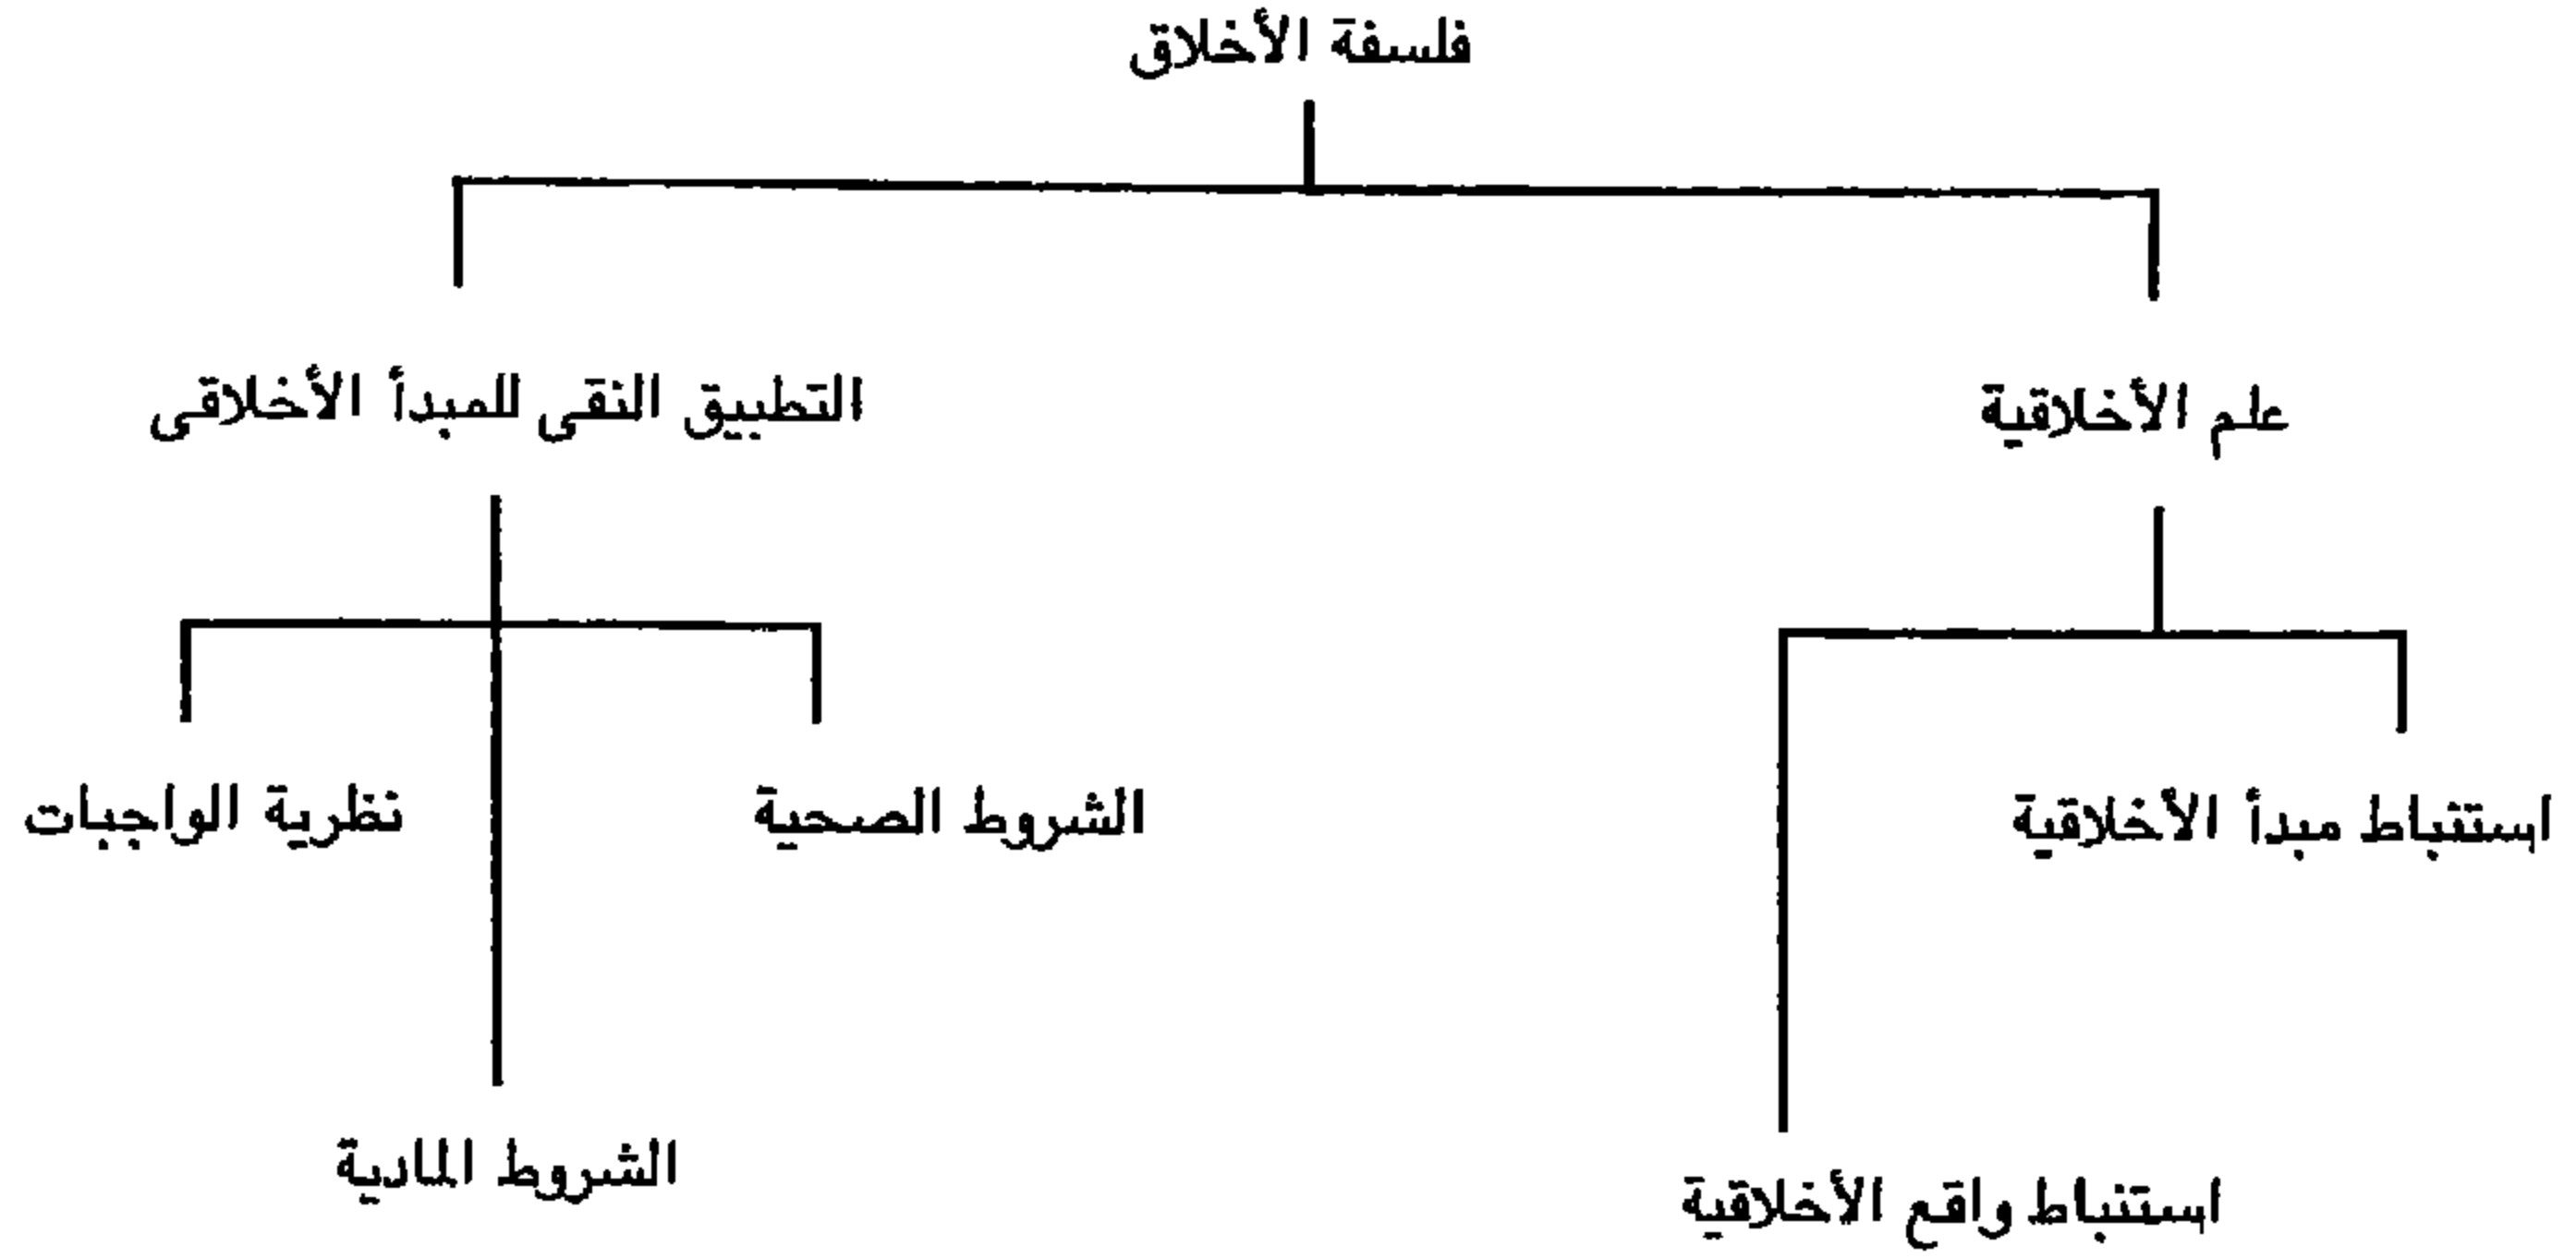 فلسفة الأخلاق
علم الأخلاقية
التطبيق النقى للمبدأ الأخلاقى
استنباط مبدأ الأخلاقية
الشروط الصحية
نظرية الواجبات
استنباط واقع الأخلاقية
الشروط المادية